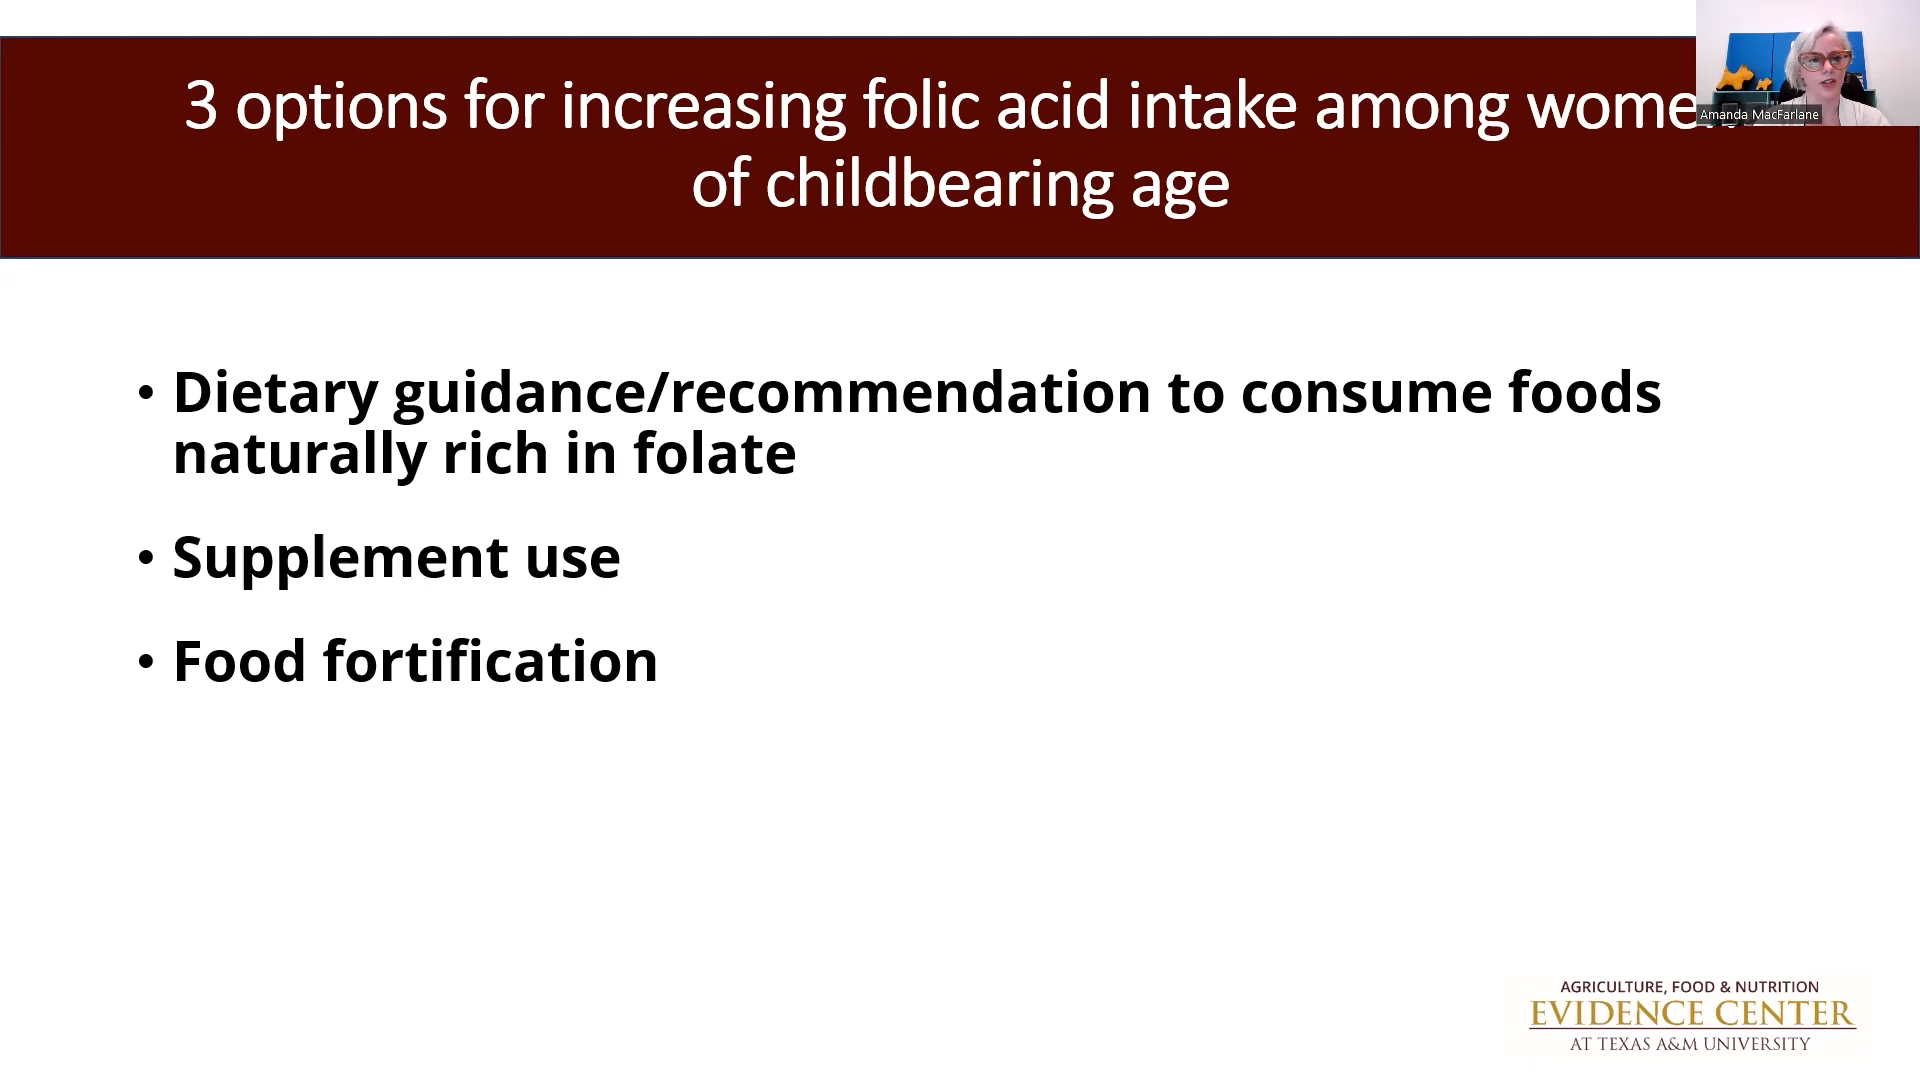 3 options for increasing folic acid intake among wome
of childbearing age
Amanda MacFarlane
• Dietary guidance/recommendation to consume foods
naturally rich in folate
• Supplement use
• Food fortification
AGRICULTURE, FOOD & NUTRITION
EVIDENCE CENTER
AT TEXAS A&M UNIVERSITY